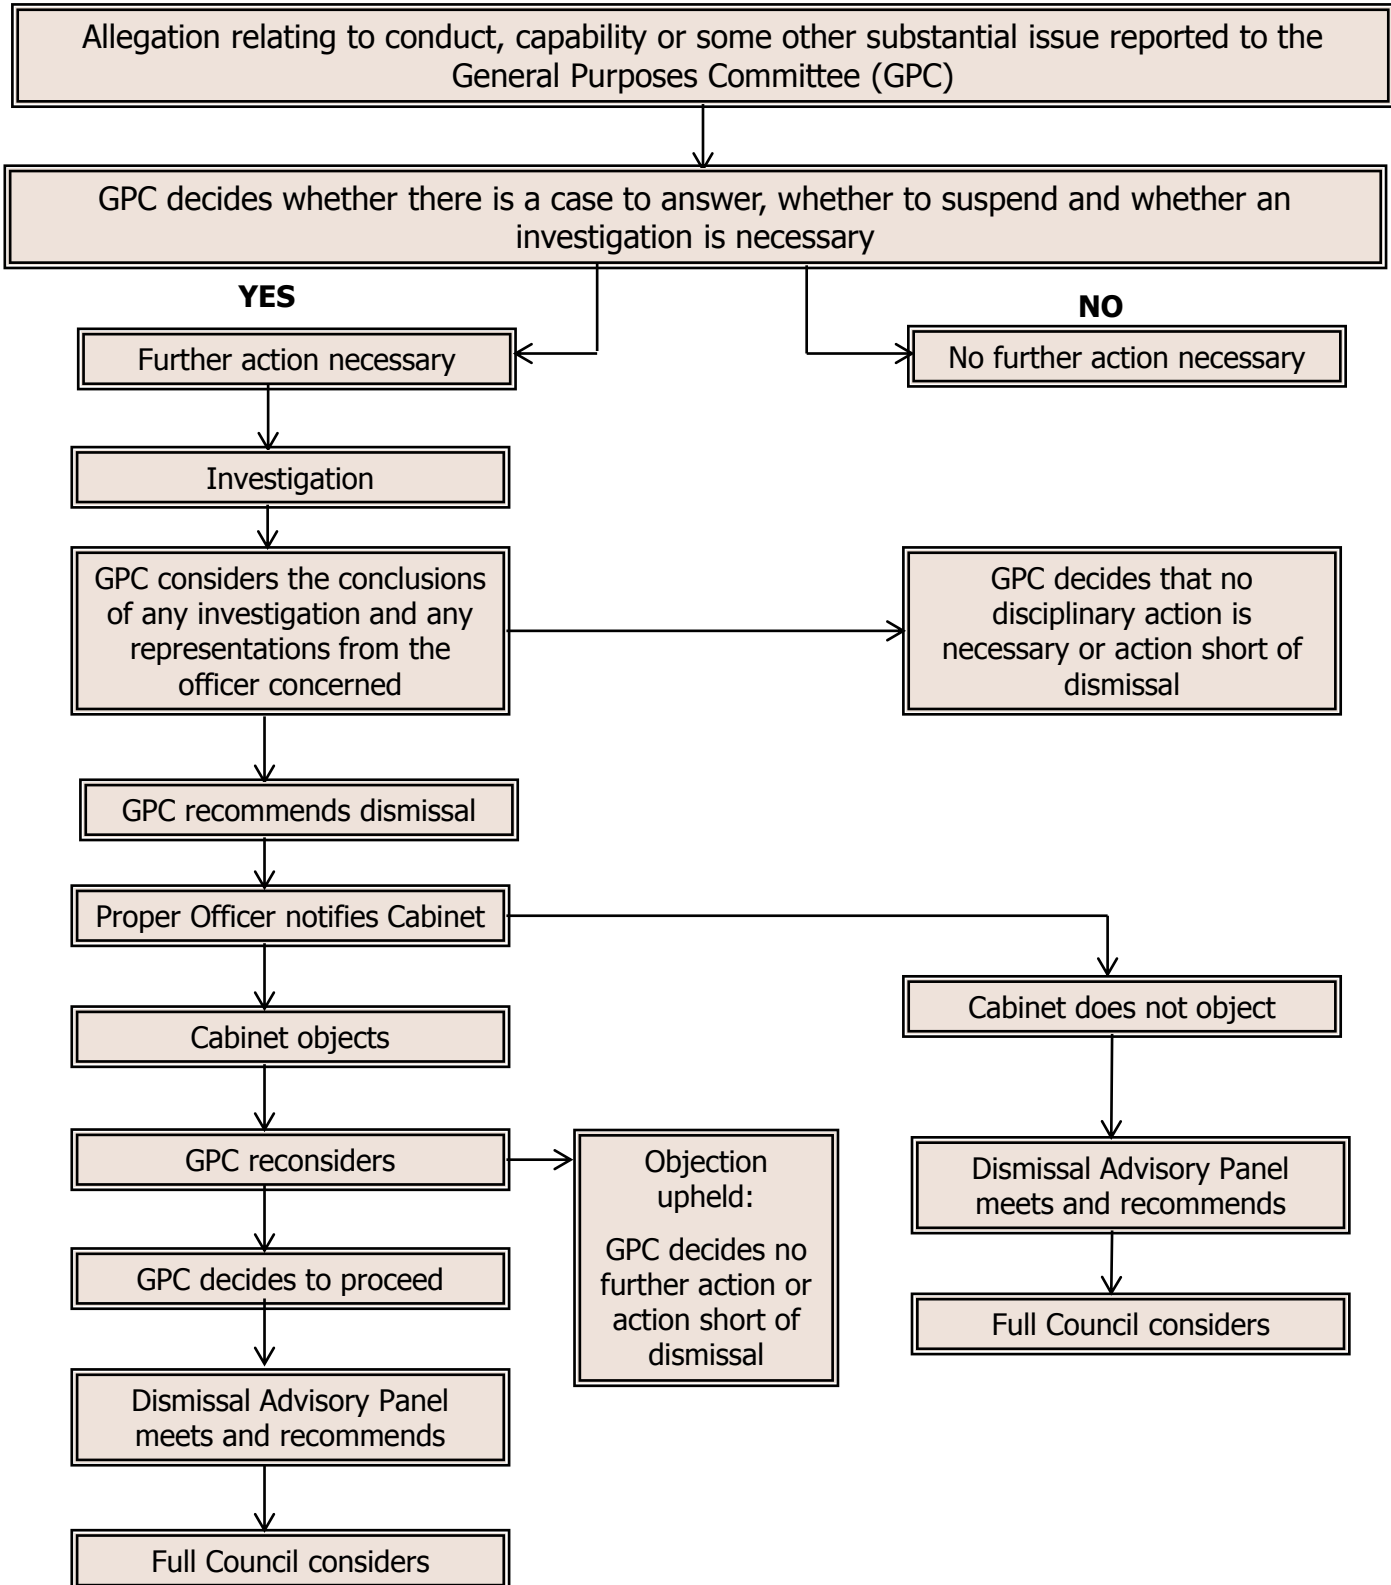 Allegation relating to conduct, capability or some other substantial issue reported to the
General Purposes Committee (GPC)
GPC decides whether there is a case to answer, whether to suspend and whether an
investigation is necessary
YES
NO
Further action necessary
No further action necessary
Investigation
GPC considers the conclusions
of any investigation and any
representations from the
officer concerned
GPC decides that no
disciplinary action is
necessary or action short of
dismissal
GPC recommends dismissal
Proper Officer notifies Cabinet
Cabinet objects
Cabinet does not object
GPC reconsiders
Objection
upheld:
GPC decides no
further action or
action short of
dismissal
Dismissal Advisory Panel
meets and recommends
GPC decides to proceed
Full Council considers
Dismissal Advisory Panel
meets and recommends
Full Council considers